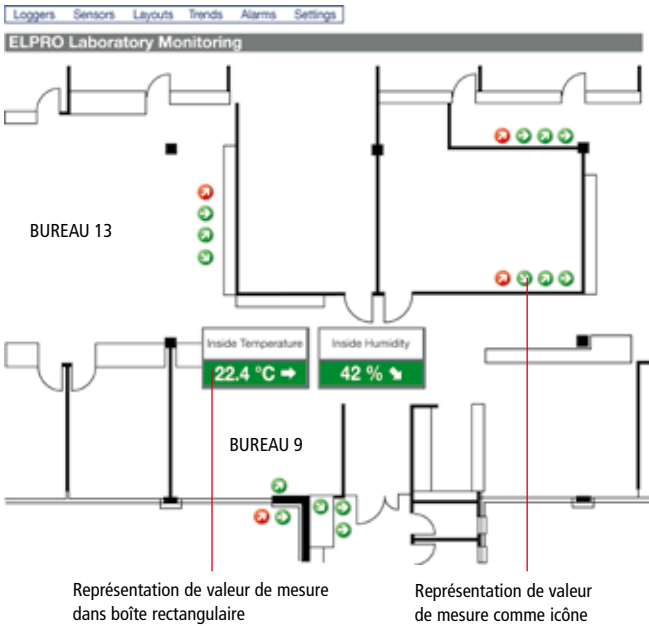 Loggers Sensors Layouts Trends Alarms Settings
ELPRO Laboratory Monitoring
BUREAU 13
Inside Temperature
22.4 °C ➡
Inside Humidity
42 % ⬊
BUREAU 9
Représentation de valeur de mesure
dans boîte rectangulaire
Représentation de valeur
de mesure comme icône